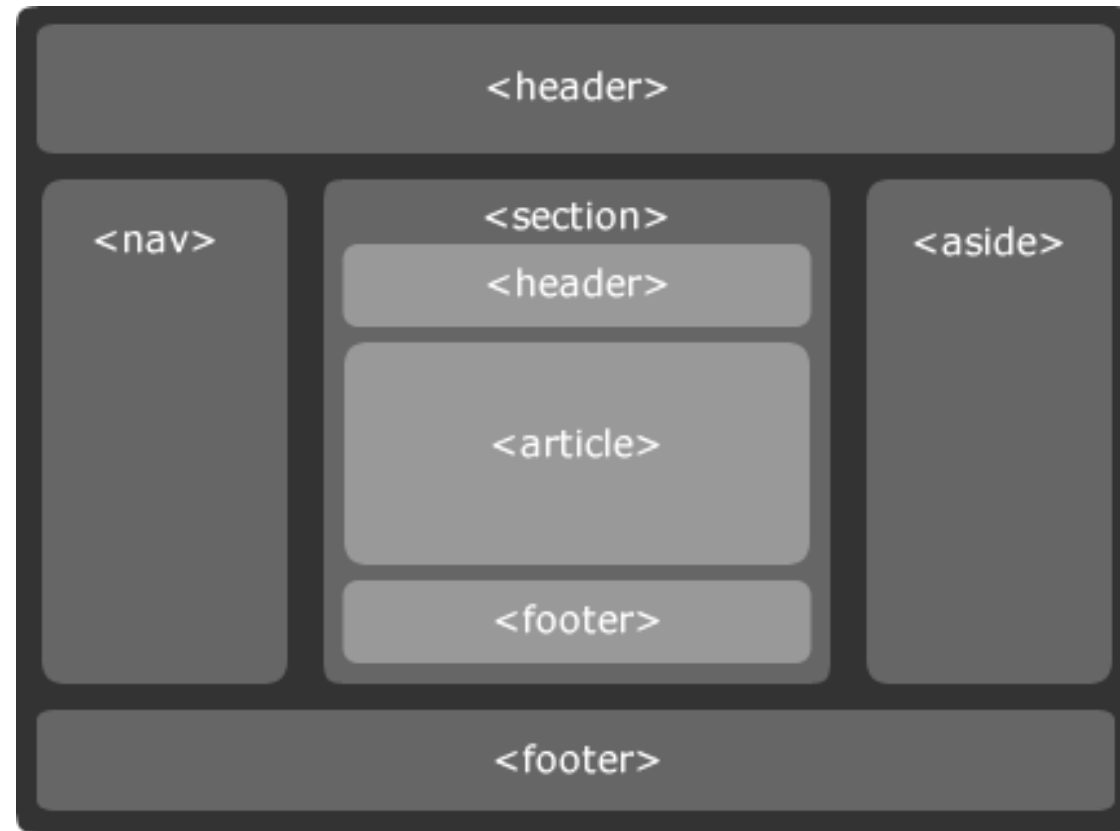 <header>
<nav>
<section>
<header>
<article>
<footer>
<aside>
<footer>